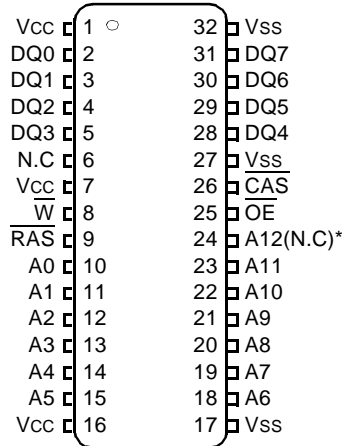 Vcc 1 32 Vss
DQ0 2 31 DQ7
DQ1 3 30 DQ6
DQ2 4 29 DQ5
DQ3 5 28 DQ4
N.C 6 27 Vss
Vcc 7 26 CAS
W 8 25 OE
RAS 9 24 A12(N.C)*
A0 10 23 A11
A1 11 22 A10
A2 12 21 A9
A3 13 20 A8
A4 14 19 A7
A5 15 18 A6
Vcc 16 17 Vss